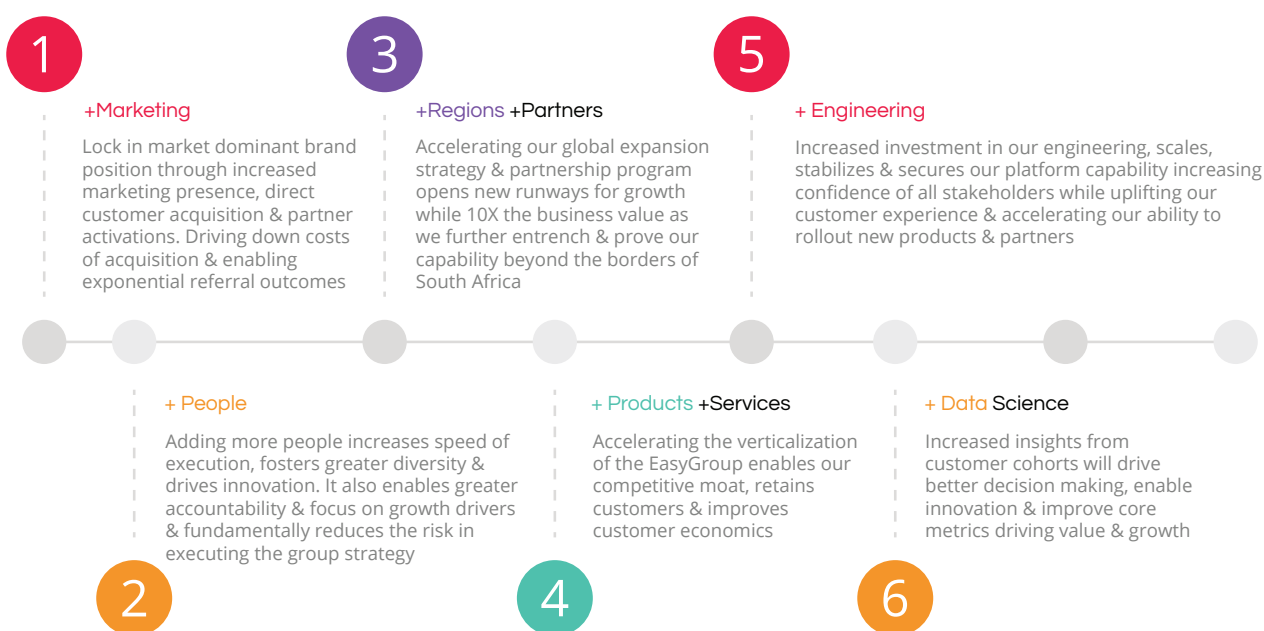 1
+Marketing
Lock in market dominant brand
position through increased
marketing presence, direct
customer acquisition & partner
activations. Driving down costs
of acquisition & enabling
exponential referral outcomes
3
+Regions +Partners
Accelerating our global expansion
strategy & partnership program
opens new runways for growth
while 10X the business value as
we further entrench & prove our
capability beyond the borders of
South Africa
5
+ Engineering
Increased investment in our engineering, scales,
stabilizes & secures our platform capability increasing
confidence of all stakeholders while uplifting our
customer experience & accelerating our ability to
rollout new products & partners
+ People
Adding more people increases speed of
execution, fosters greater diversity &
drives innovation. It also enables greater
accountability & focus on growth drivers
& fundamentally reduces the risk in
executing the group strategy
2
+ Products +Services
Accelerating the verticalization
of the EasyGroup enables our
competitive moat, retains
customers & improves
customer economics
4
+ Data Science
Increased insights from
customer cohorts will drive
better decision making, enable
innovation & improve core
metrics driving value & growth
6